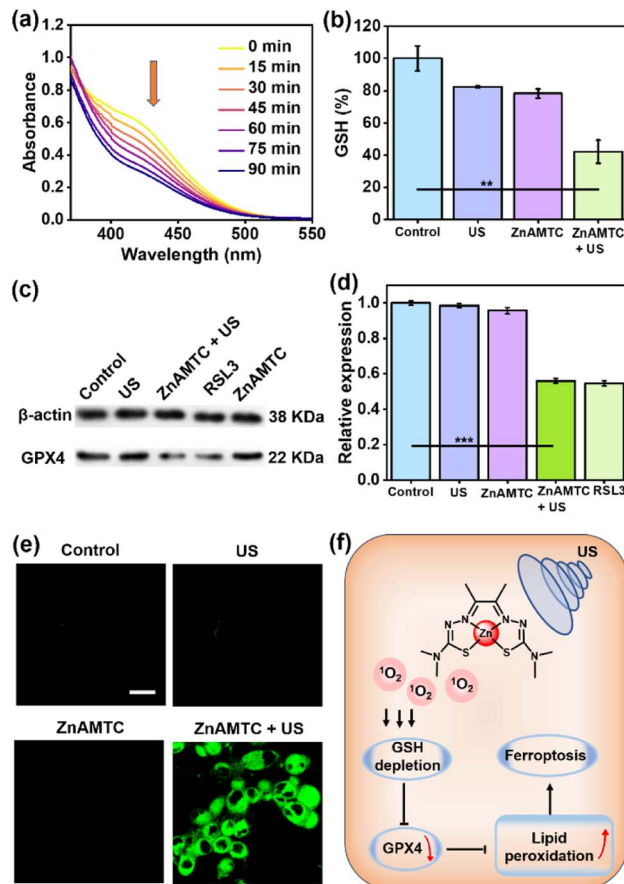 (a)
Absorbance
1.2
1.0
0.8
0.6
0.4
0.2
0.0
400
450
500
550
Wavelength (nm)
0 min
15 min
30 min
45 min
60 min
75 min
90 min
(b)
GSH (%)
120
100
80
60
40
20
0
**
Control
US
ZnAMTC
ZnAMTC
+ US
(c)
Control
US
ZnAMTC + US
RSL3
ZnAMTC
β-actin
38 KDa
GPX4
22 KDa
(d)
Relative expression
1.0
0.8
0.6
0.4
0.2
0.0
***
Control
US
ZnAMTC
ZnAMTC
+ US
RSL3
(e)
Control
US
ZnAMTC
ZnAMTC + US
(f)
US
N
N
N
N
Zn
N
S
S
N
¹O₂
¹O₂
¹O₂
GSH
depletion
Ferroptosis
GPX4
Lipid
peroxidation